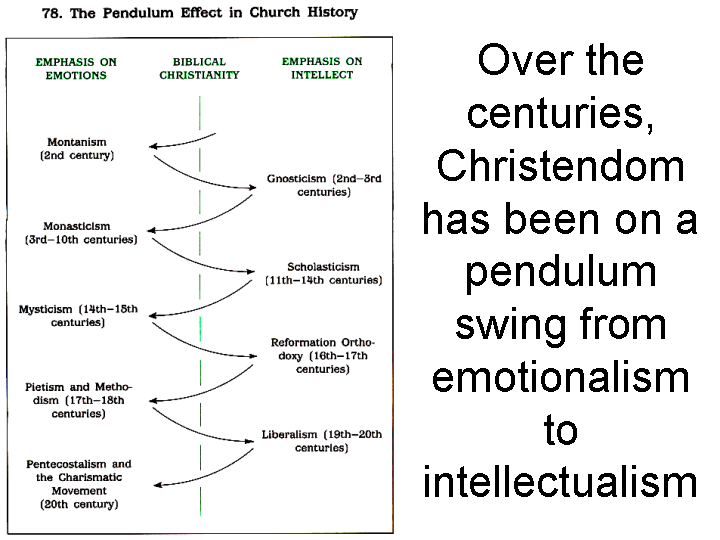 78. The Pendulum Effect in Church History
EMPHASIS ON
EMOTIONS
BIBLICAL
CHRISTIANITY
EMPHASIS ON
INTELLECT
Montanism
(2nd century)
Gnosticism (2nd–3rd
centuries)
Monasticism
(3rd–10th centuries)
Scholasticism
(11th–14th centuries)
Mysticism (14th–15th
centuries)
Reformation Ortho-
doxy (16th–17th
centuries)
Pietism and Metho-
dism (17th–18th
centuries)
Liberalism (19th–20th
centuries)
Pentecostalism and
the Charismatic
Movement
(20th century)
Over the
centuries,
Christendom
has been on a
pendulum
swing from
emotionalism
to
intellectualism